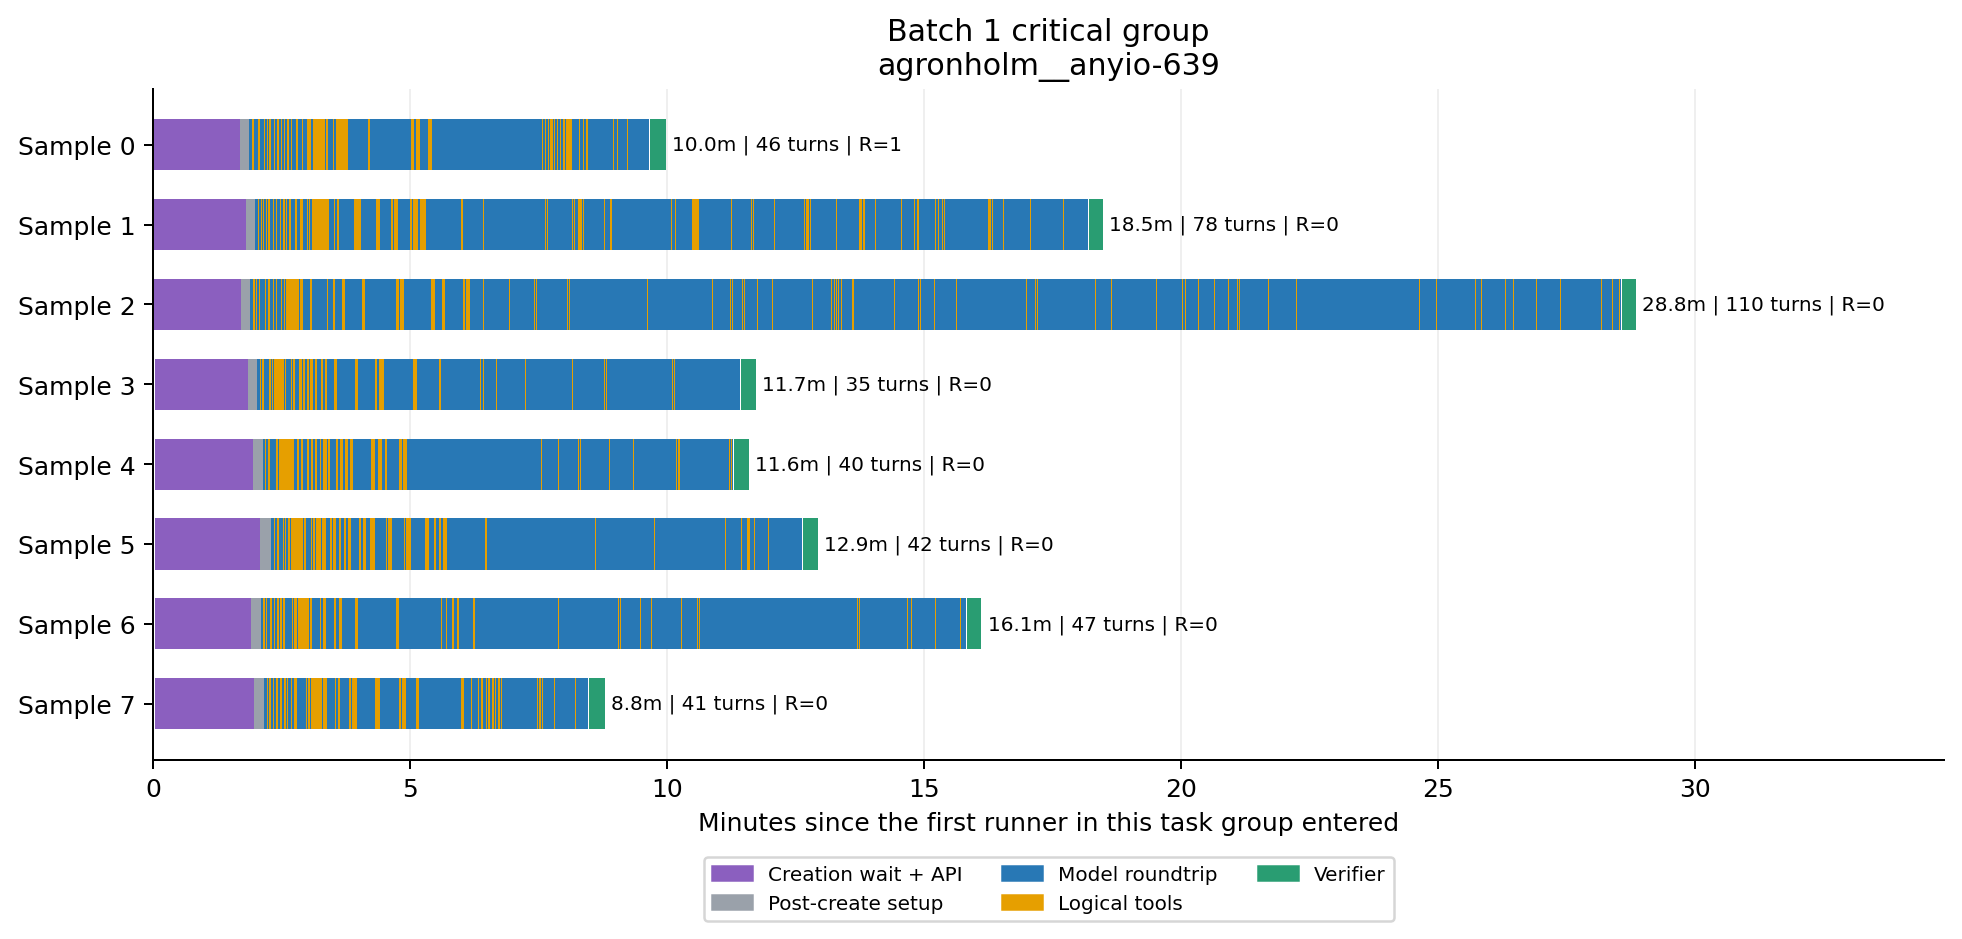 Batch 1 critical group
agronholm__anyio-639
Sample 0
10.0m | 46 turns | R=1
Sample 1
18.5m | 78 turns | R=0
Sample 2
28.8m | 110 turns | R=0
Sample 3
11.7m | 35 turns | R=0
Sample 4
11.6m | 40 turns | R=0
Sample 5
12.9m | 42 turns | R=0
Sample 6
16.1m | 47 turns | R=0
Sample 7
8.8m | 41 turns | R=0
0 5 10 15 20 25 30
Minutes since the first runner in this task group entered
Creation wait + API
Post-create setup
Model roundtrip
Logical tools
Verifier